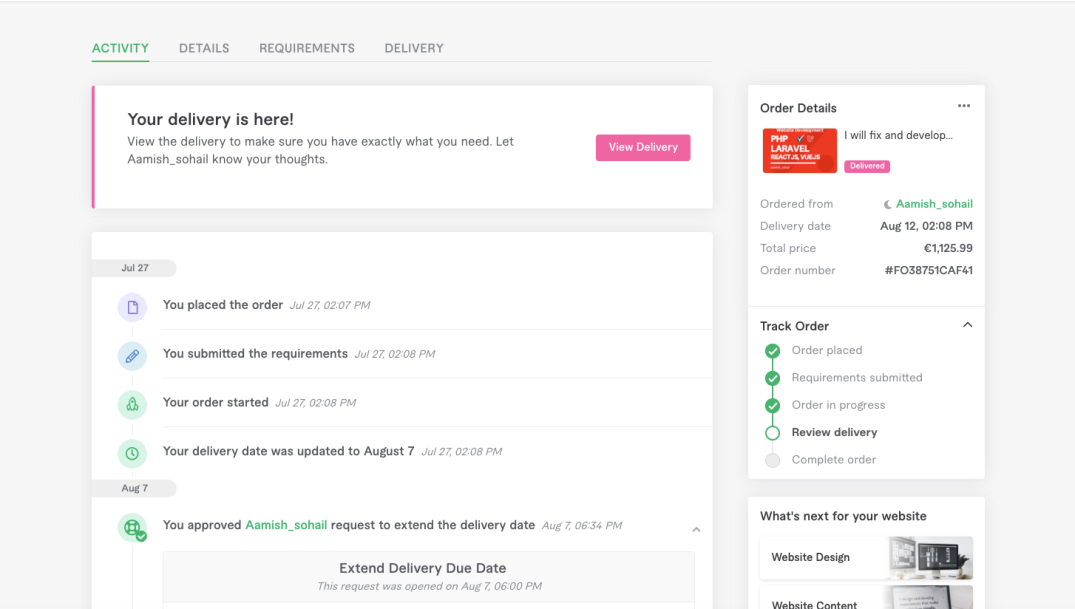 ACTIVITY DETAILS REQUIREMENTS DELIVERY
Your delivery is here!
View the delivery to make sure you have exactly what you need. Let
Aamish_sohail know your thoughts.
View Delivery
Jul 27
You placed the order Jul 27, 02:07 PM
You submitted the requirements Jul 27, 02:08 PM
Your order started Jul 27, 02:08 PM
Your delivery date was updated to August 7 Jul 27, 02:08 PM
Aug 7
You approved Aamish_sohail request to extend the delivery date Aug 7, 06:34 PM
Extend Delivery Due Date
This request was opened on Aug 7, 06:00 PM
Order Details
Website Development
PHP
LARAVEL
REACT.JS, VUEJS
I will fix and develop...
Delivered
Ordered from Aamish_sohail
Delivery date Aug 12, 02:08 PM
Total price €1,125.99
Order number #FO38751CAF41
Track Order
Order placed
Requirements submitted
Order in progress
Review delivery
Complete order
What's next for your website
Website Design
Website Content